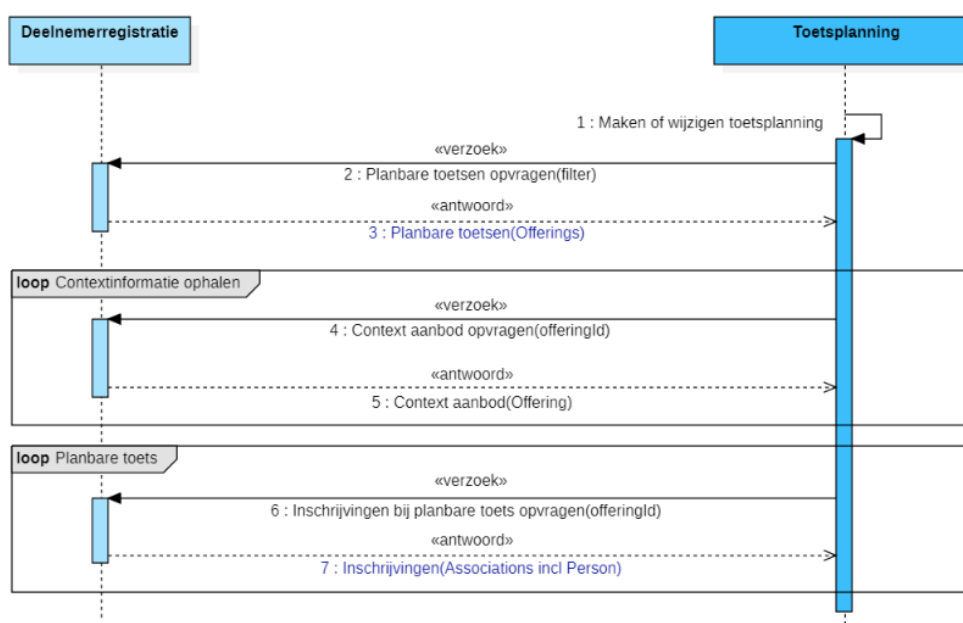 Deelnemerregistratie
Toetsplanning
1 : Maken of wijzigen toetsplanning
«verzoek»
2 : Planbare toetsen opvragen(filter)
«antwoord»
3 : Planbare toetsen(Offerings)
loop Contextinformatie ophalen
«verzoek»
4 : Context aanbod opvragen(offeringId)
«antwoord»
5 : Context aanbod(Offering)
loop Planbare toets
«verzoek»
6 : Inschrijvingen bij planbare toets opvragen(offeringId)
«antwoord»
7 : Inschrijvingen(Associations incl Person)